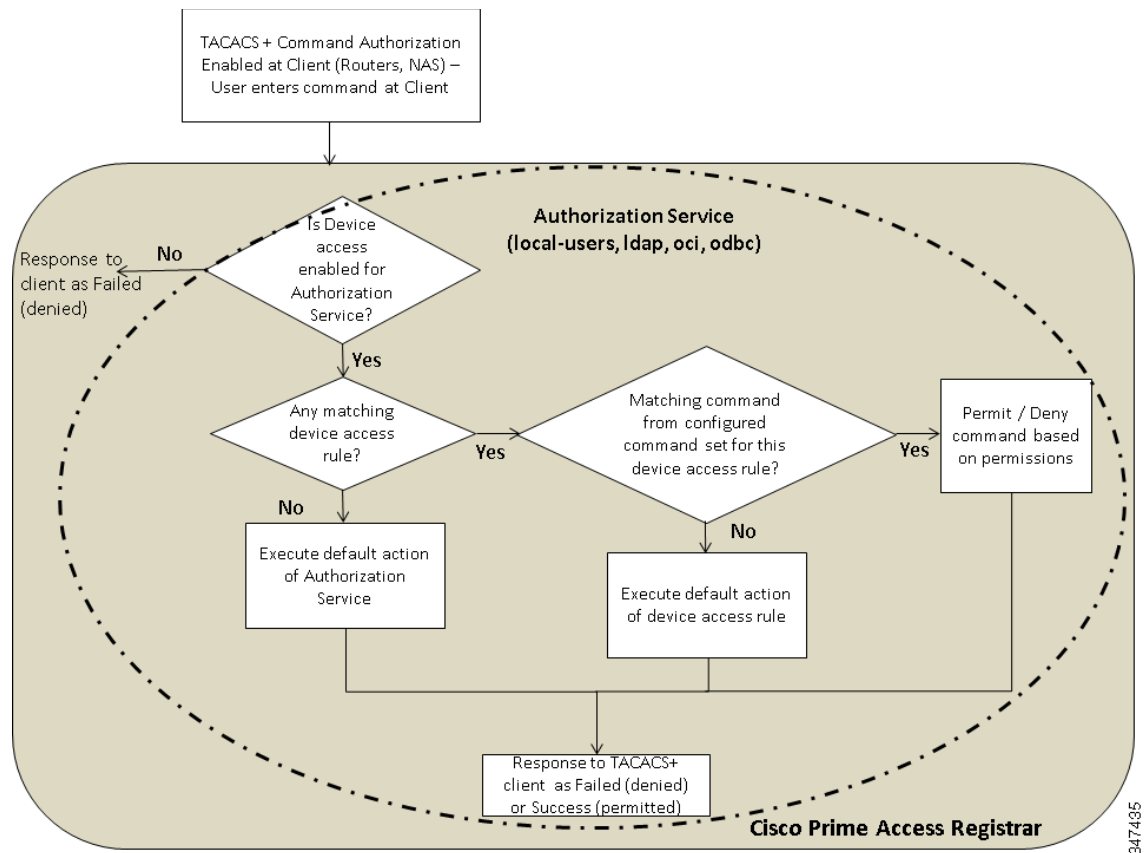 TACACS+ Command Authorization
Enabled at Client (Routers, NAS) –
User enters command at Client
Authorization Service
(local-users, ldap, oci, odbc)
Is Device
access
enabled for
Authorization
Service?
No
Response to
client as Failed
(denied)
Yes
Any matching
device access
rule?
Yes
Matching command
from configured
command set for this
device access rule?
Yes
Permit / Deny
command based
on permissions
No
Execute default action
of Authorization
Service
No
Execute default action
of device access rule
Response to TACACS+
client as Failed (denied)
or Success (permitted)
Cisco Prime Access Registrar
347435